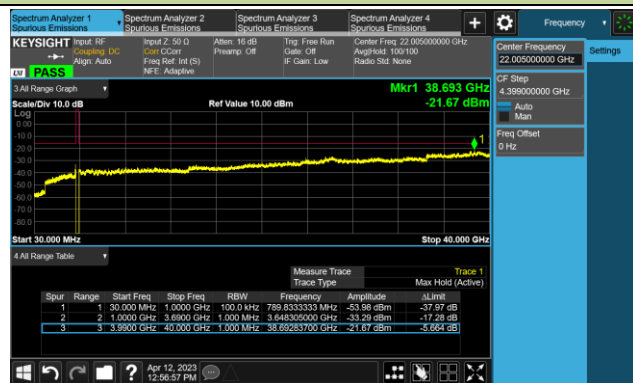 Spectrum Analyzer 1
Spurious Emissions
Spectrum Analyzer 2
Spurious Emissions
Spectrum Analyzer 3
Spurious Emissions
Spectrum Analyzer 4
Spurious Emissions
Frequency
KEYSIGHT
Input: RF
Coupling: DC
Align: Auto
Input Z: 50 Ω
Corr CCorr
Freq Ref: Int (S)
NFE: Adaptive
Atten: 16 dB
Preamp: Off
Trig: Free Run
Gate: Off
IF Gain: Low
Center Freq: 22.005000000 GHz
Avg|Hold: 100/100
Radio Std: None
LXI PASS
Center Frequency
22.005000000 GHz
Settings
CF Step
4.399000000 GHz
Auto
Man
Freq Offset
0 Hz
3 All Range Graph
Mkr1 38.693 GHz
Scale/Div 10.0 dB
Ref Value 10.00 dBm
-21.67 dBm
Log
0.00
-10.0
-20.0
-30.0
-40.0
-50.0
-60.0
-70.0
-80.0
1
Start 30.000 MHz
Stop 40.000 GHz
4 All Range Table
Measure Trace Trace 1
Trace Type Max Hold (Active)
Spur Range Start Freq Stop Freq RBW Frequency Amplitude ΔLimit
1 1 30.000 MHz 1.0000 GHz 100.0 kHz 789.8333333 MHz -53.98 dBm -37.97 dB
2 2 1.0000 GHz 3.6900 GHz 1.000 MHz 3.648305000 GHz -33.29 dBm -17.28 dB
3 3 3.9900 GHz 40.000 GHz 1.000 MHz 38.69283700 GHz -21.67 dBm -5.664 dB
Apr 12, 2023
12:56:57 PM